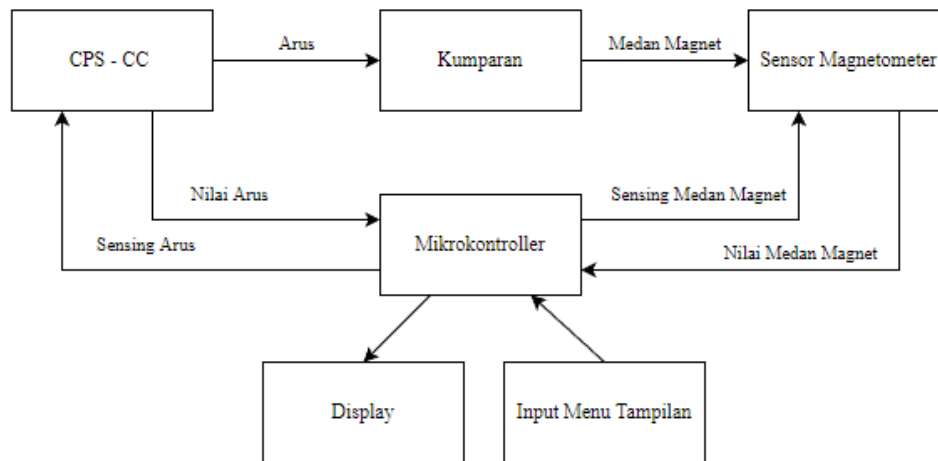 CPS - CC
Arus
Kumparan
Medan Magnet
Sensor Magnetometer
Nilai Arus
Sensing Arus
Mikrokontroller
Sensing Medan Magnet
Nilai Medan Magnet
Display
Input Menu Tampilan